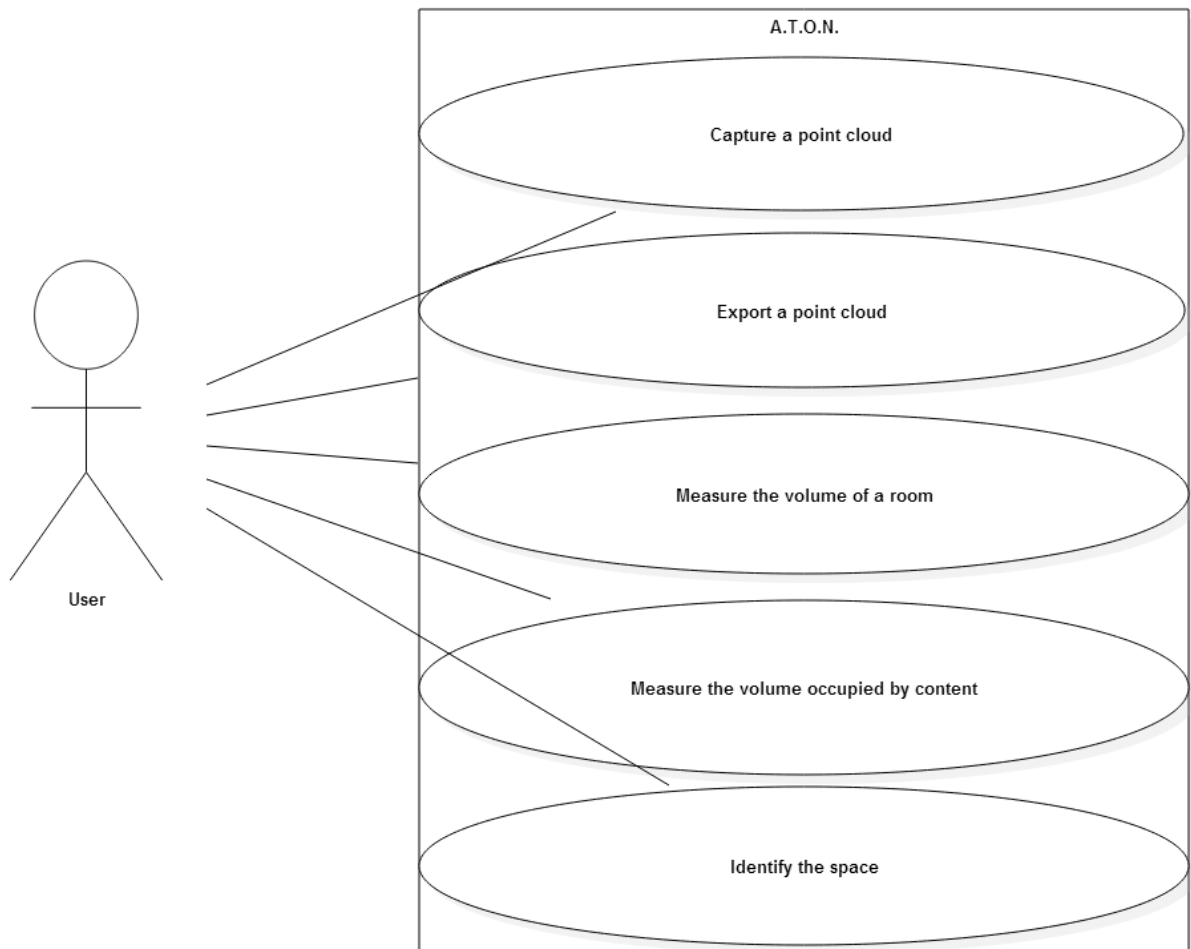 A.T.O.N.
Capture a point cloud
Export a point cloud
Measure the volume of a room
Measure the volume occupied by content
Identify the space
User